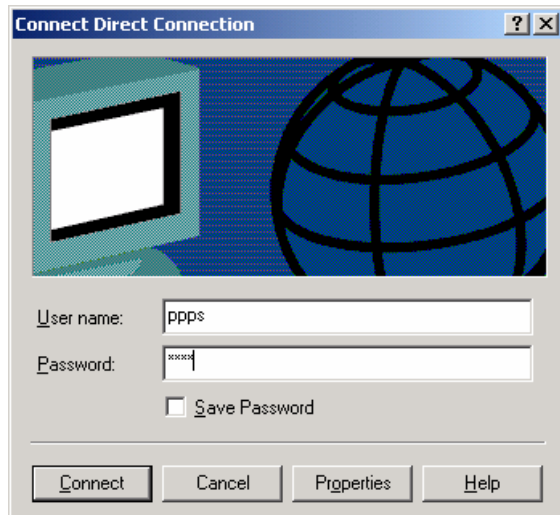 Connect Direct Connection
User name: ppps
Password: ****
Save Password
Connect Cancel Properties Help